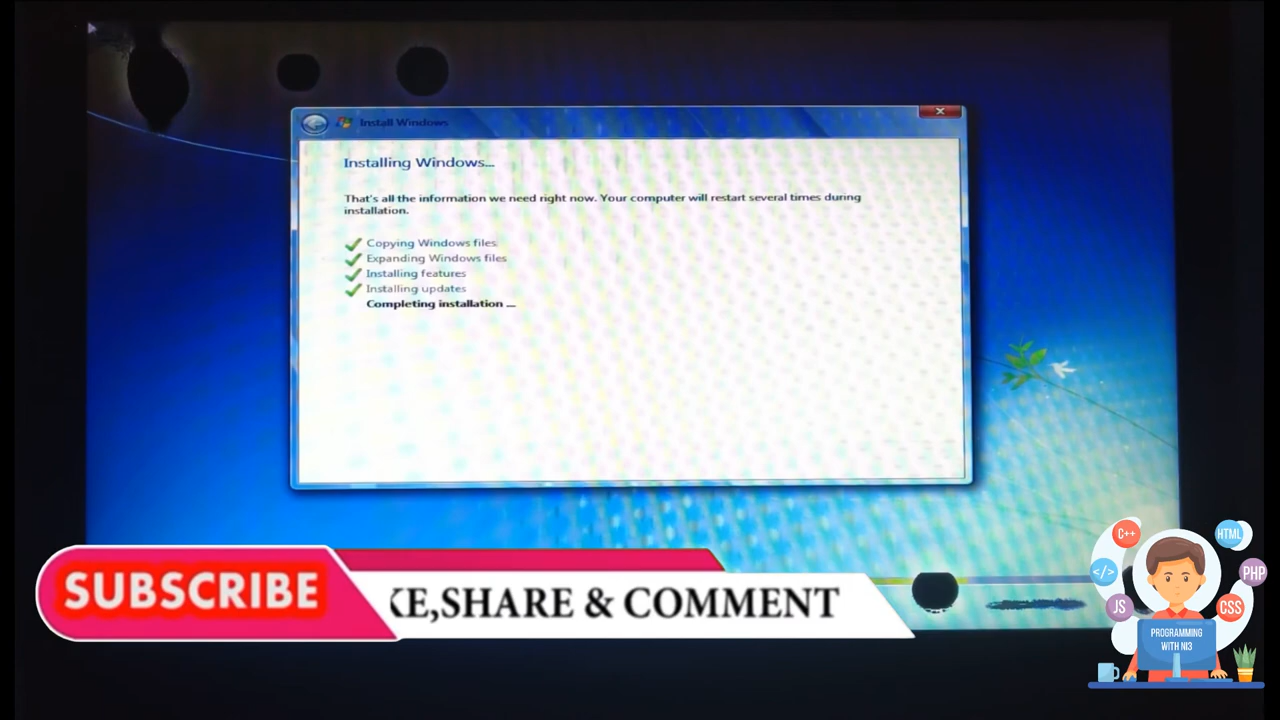 Install Windows
Installing Windows...
That's all the information we need right now. Your computer will restart several times during
installation.
Copying Windows files
Expanding Windows files
Installing features
Installing updates
Completing installation ...
SUBSCRIBE
KE,SHARE & COMMENT
C++
HTML
</>
PHP
JS
CSS
PROGRAMMING
WITH NI3